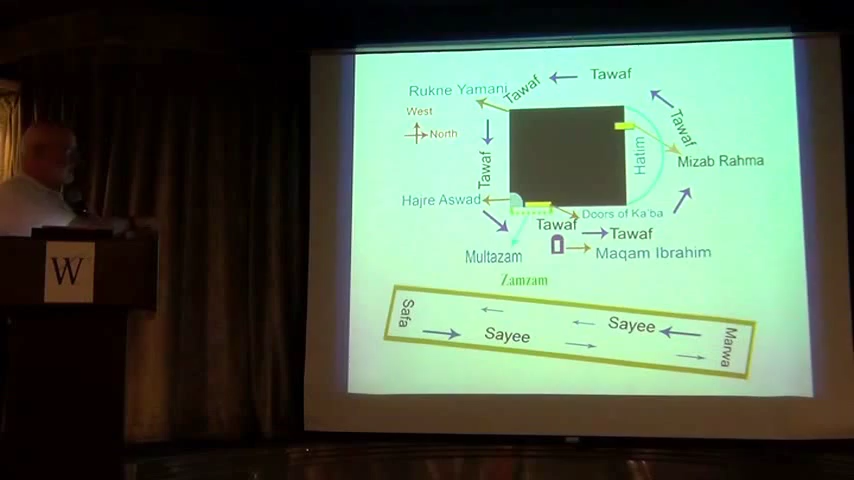 Tawaf
Tawaf
Rukne Yamani
West
North
Tawaf
Tawaf
Hatim
Mizab Rahma
Hajre Aswad
Doors of Ka'ba
Tawaf
Tawaf
Multazam
Maqam Ibrahim
Zamzam
Safa
Sayee
Sayee
Marwa
W